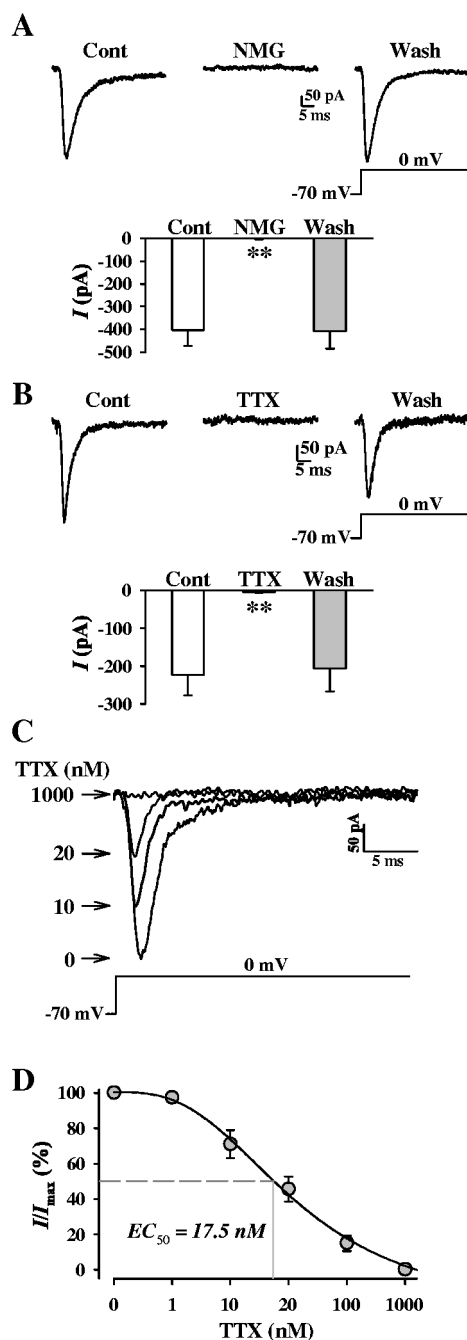 A
Cont NMG Wash
50 pA
5 ms
0 mV
-70 mV
Cont NMG Wash
0
-100
-200
-300
-400
-500
I (pA)
**
B
Cont TTX Wash
50 pA
5 ms
0 mV
-70 mV
Cont TTX Wash
0
-100
-200
-300
I (pA)
**
C
TTX (nM)
1000
20
10
0
50 pA
5 ms
0 mV
-70 mV
D
100
80
60
40
20
0
I/Imax (%)
EC50 = 17.5 nM
0 1 10 20 100 1000
TTX (nM)